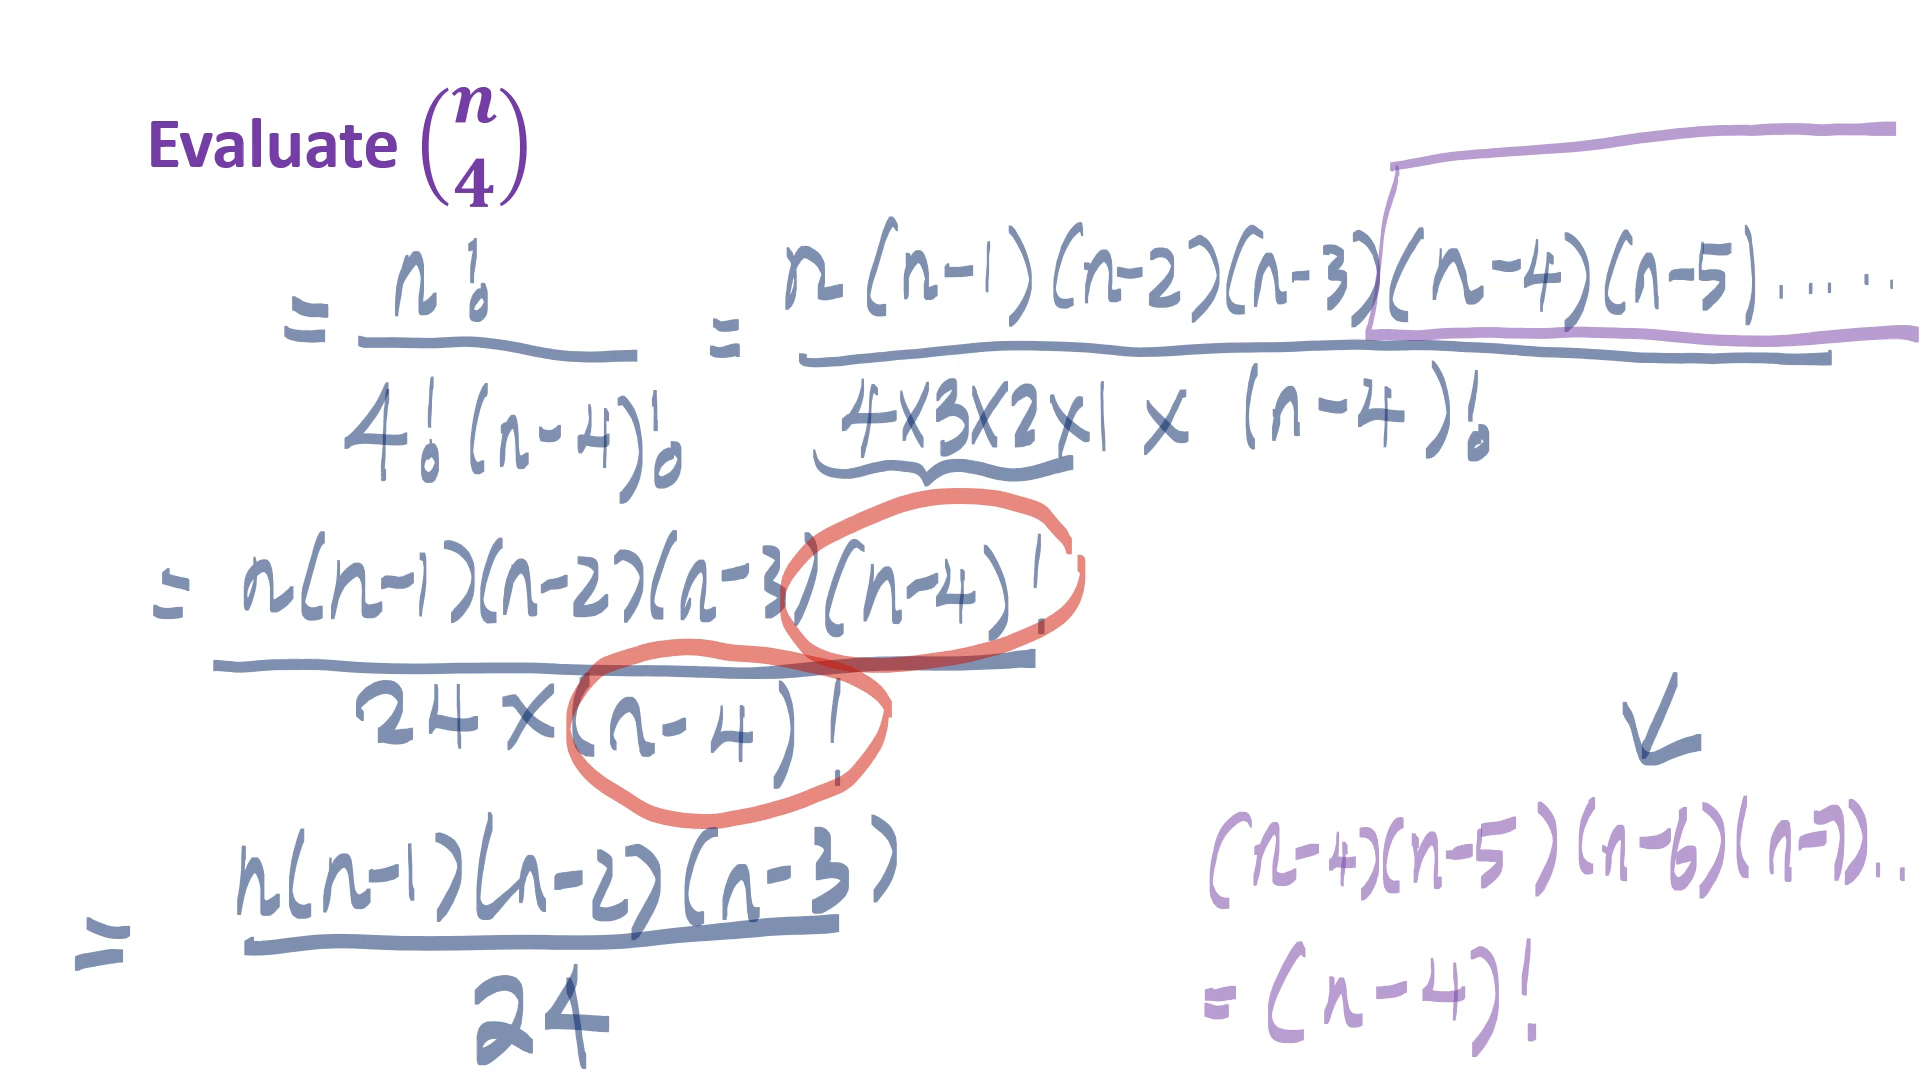 Evaluate (n 4)
= n! / 4!(n-4)! = n(n-1)(n-2)(n-3)(n-4)(n-5)...... / 4×3×2×1 × (n-4)!
= n(n-1)(n-2)(n-3)(n-4)! / 24×(n-4)!
= n(n-1)(n-2)(n-3) / 24
(n-4)(n-5)(n-6)(n-7)..
= (n-4)!